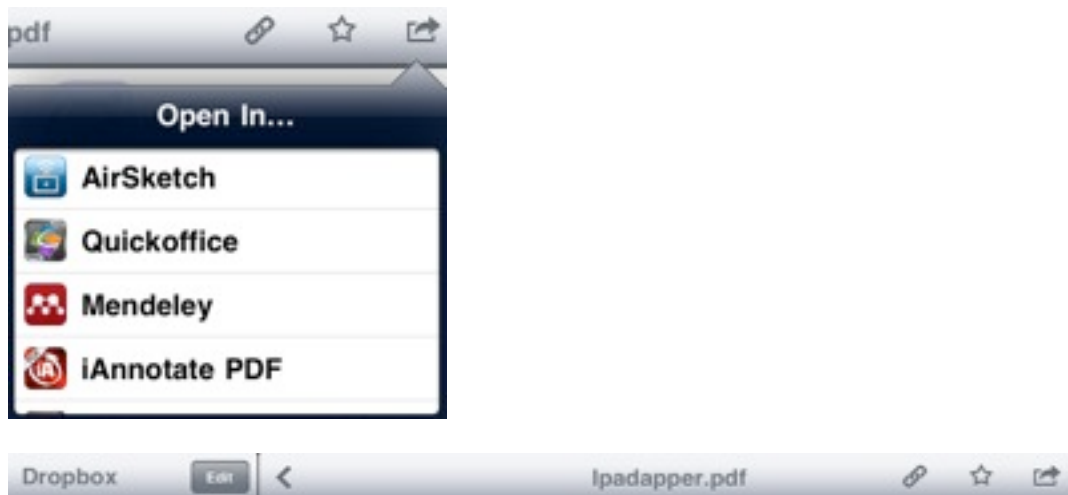 pdf
Open In...
AirSketch
Quickoffice
Mendeley
iAnnotate PDF
Dropbox Edit Ipadapper.pdf